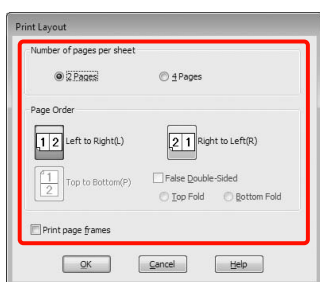 Print Layout
Number of pages per sheet
2 Pages 4 Pages
Page Order
1 2 Left to Right(L) 2 1 Right to Left(R)
1 2 Top to Bottom(P) False Double-Sided
Top Fold Bottom Fold
Print page frames
OK Cancel Help